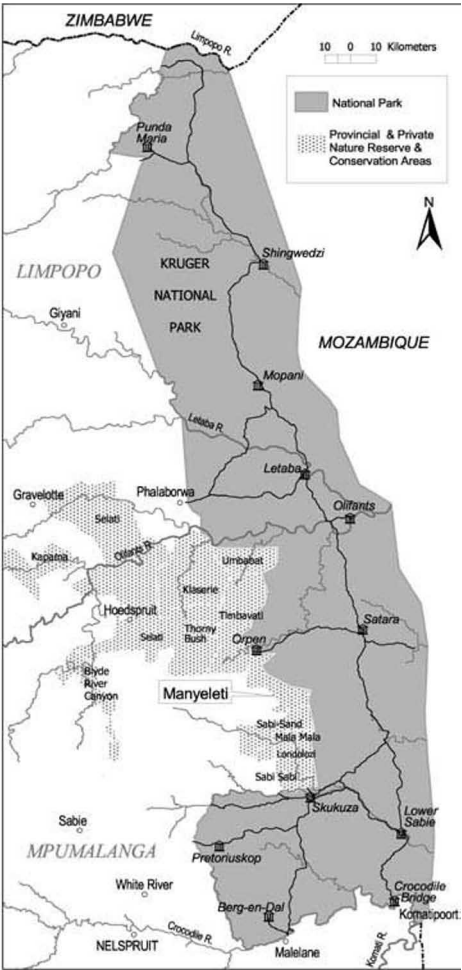 ZIMBABWE
Limpopo R.
10 0 10 Kilometers
National Park
Provincial & Private
Nature Reserve &
Conservation Areas
N
Punda
Maria
Shingwedzi
LIMPOPO
KRUGER
NATIONAL
PARK
Giyani
MOZAMBIQUE
Mopani
Letaba R.
Letaba
Phalaborwa
Gravelotte
Selati
Olifants
Olifants R.
Kapama
Umbabat
Klaserie
Hoedspruit
Timbavati
Thorny
Bush
Selati
Orpen
Satara
Blyde
River
Canyon
Manyeleti
Sabi-Sand
Mala Mala
Londolozi
Sabi Sabi
Skukuza
Sabie
Lower
Sabie
MPUMALANGA
Pretoriuskop
White River
Berg-en-Dal
Crocodile
Bridge
Komatipoort
NELSPRUIT
Crocodile R.
Malelane
Komati R.